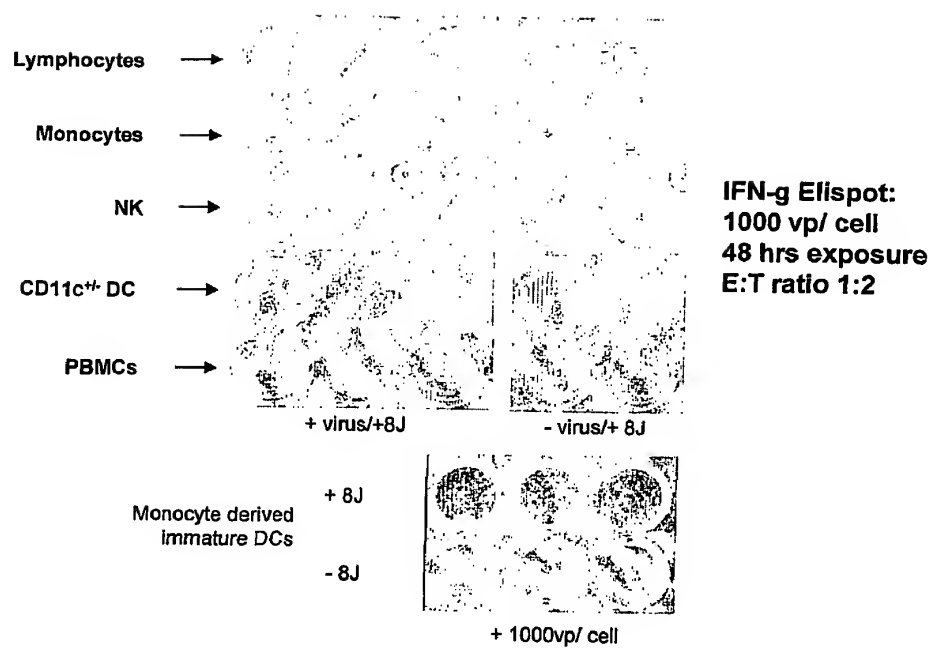 Lymphocytes
Monocytes
NK
CD11c+/- DC
PBMCs
+ virus/+8J
- virus/+ 8J
IFN-g Elispot:
1000 vp/ cell
48 hrs exposure
E:T ratio 1:2
+ 8J
Monocyte derived
immature DCs
- 8J
+ 1000vp/ cell